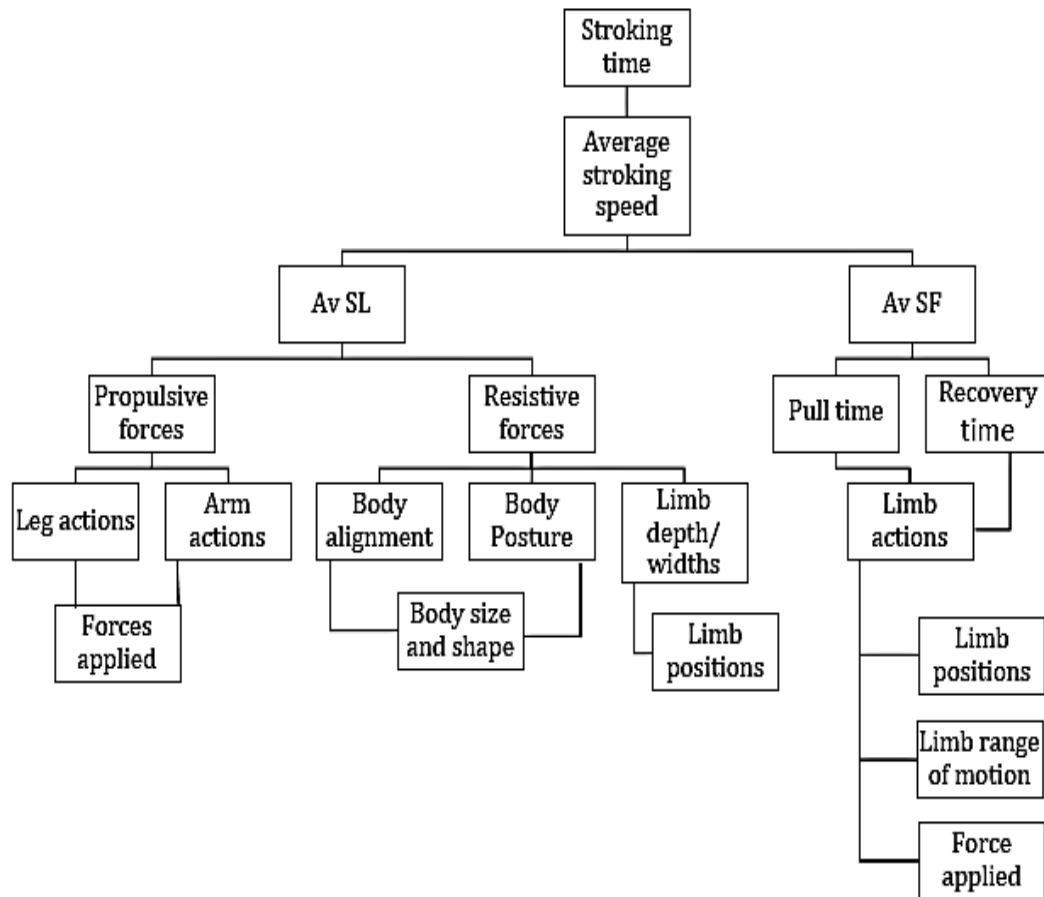 Stroking
time
Average
stroking
speed
Av SL
Av SF
Propulsive
forces
Resistive
forces
Pull time
Recovery
time
Leg actions
Arm
actions
Body
alignment
Body
Posture
Limb
depth/
widths
Limb
actions
Forces
applied
Body size
and shape
Limb
positions
Limb
positions
Limb range
of motion
Force
applied